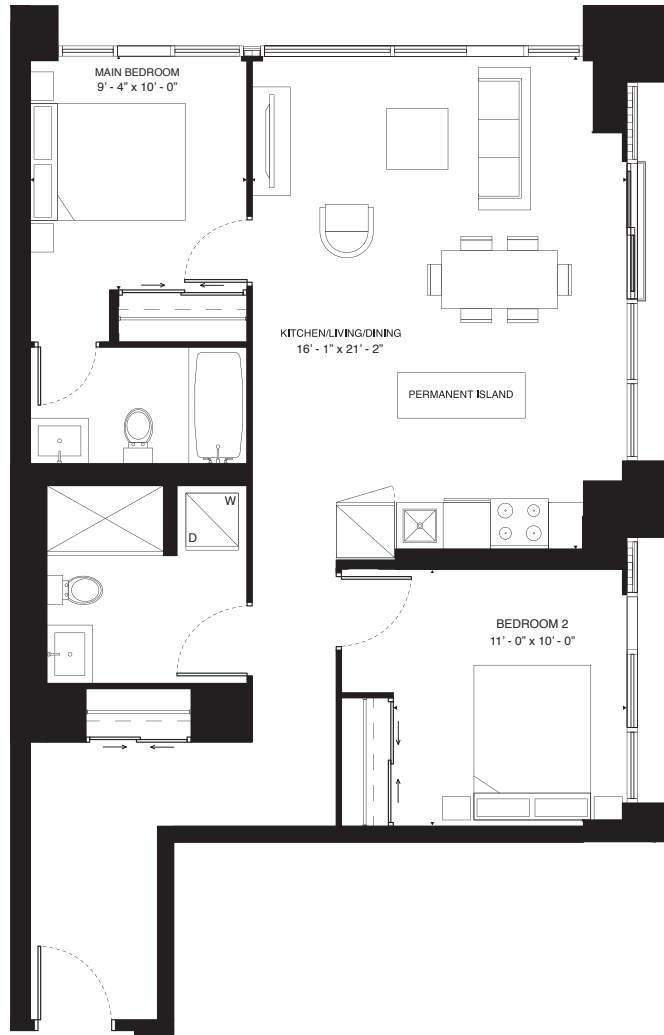 MAIN BEDROOM
9' - 4" x 10' - 0"
KITCHEN/LIVING/DINING
16' - 1" x 21' - 2"
PERMANENT ISLAND
W
D
BEDROOM 2
11' - 0" x 10' - 0"